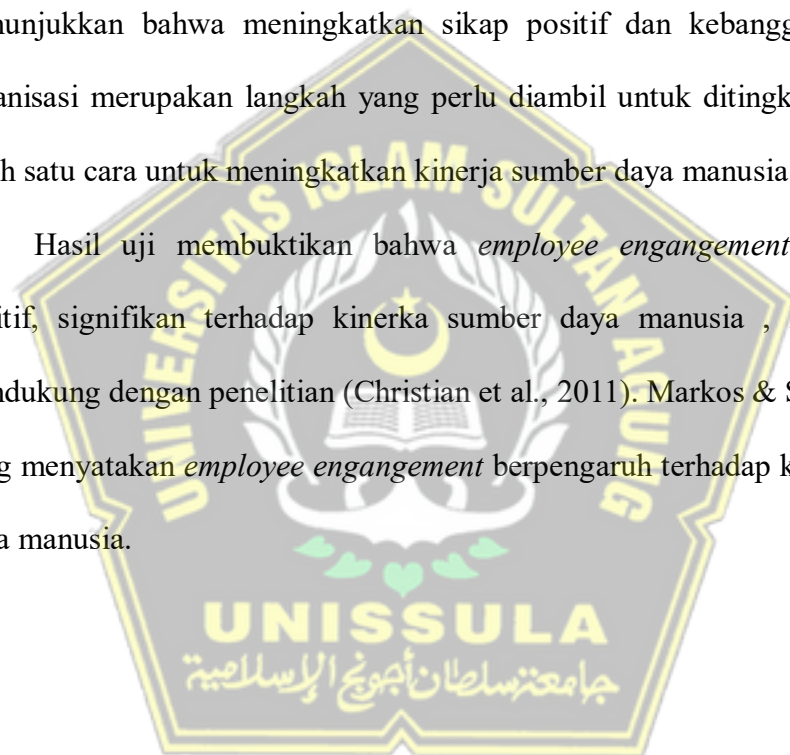 nunjukkan bahwa meningkatkan sikap positif dan kebangg
anisasi merupakan langkah yang perlu diambil untuk ditingk
h satu cara untuk meningkatkan kinerja sumber daya manusia
Hasil uji membuktikan bahwa employee engangement
itif, signifikan terhadap kinerka sumber daya manusia ,
ndukung dengan penelitian (Christian et al., 2011). Markos & S
g menyatakan employee engangement berpengaruh terhadap k
a manusia.
UNIVERSITAS ISLAM SULTAN AGUNG
UNISSULA
جامعتنسلطان أجونج الإسلامية